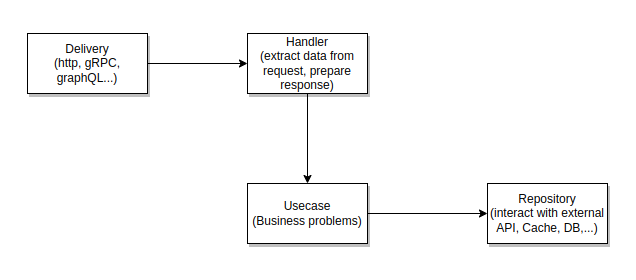 Delivery
(http, gRPC,
graphQL...)
Handler
(extract data from
request, prepare
response)
Usecase
(Business problems)
Repository
(interact with external
API, Cache, DB,...)